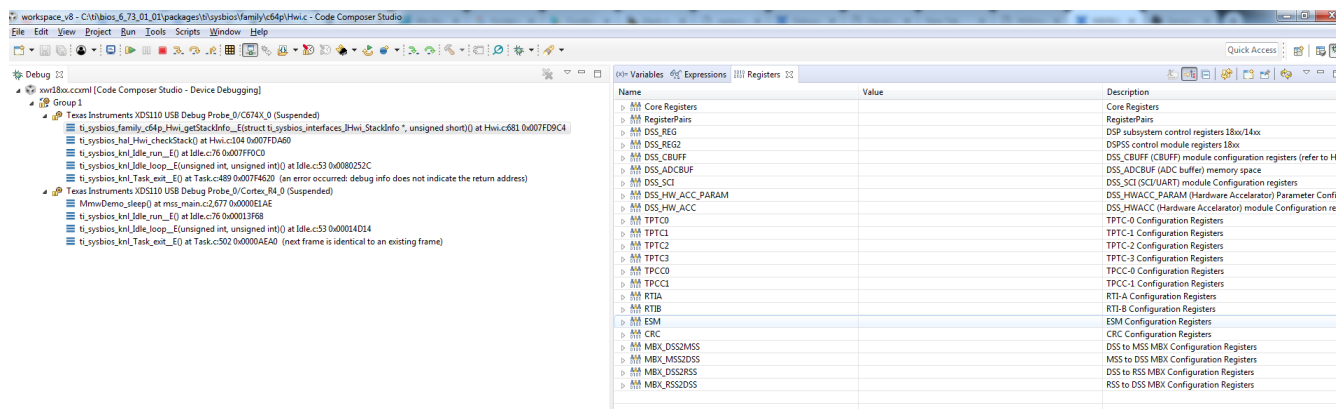 workspace_v8 - C:\ti\bios_6_73_01_01\packages\ti\sysbios\family\c64p\Hwi.c - Code Composer Studio
File Edit View Project Run Tools Scripts Window Help
Quick Access
Debug
xwr18xx.ccxml [Code Composer Studio - Device Debugging]
Group 1
Texas Instruments XDS110 USB Debug Probe_0/C674X_0 (Suspended)
ti_sysbios_family_c64p_Hwi_getStackInfo__E(struct ti_sysbios_interfaces_IHwi_StackInfo *, unsigned short)() at Hwi.c:681 0x007FD9C4
ti_sysbios_hal_Hwi_checkStack() at Hwi.c:104 0x007FDA60
ti_sysbios_knl_Idle_run__E() at Idle.c:76 0x007FF0C0
ti_sysbios_knl_Idle_loop__E(unsigned int, unsigned int)() at Idle.c:53 0x0080252C
ti_sysbios_knl_Task_exit__E() at Task.c:489 0x007F4620 (an error occurred: debug info does not indicate the return address)
Texas Instruments XDS110 USB Debug Probe_0/Cortex_R4_0 (Suspended)
MmwDemo_sleep() at mss_main.c:2,677 0x0000E1AE
ti_sysbios_knl_Idle_run__E() at Idle.c:76 0x00013F68
ti_sysbios_knl_Idle_loop__E(unsigned int, unsigned int)() at Idle.c:53 0x00014D14
ti_sysbios_knl_Task_exit__E() at Task.c:502 0x0000AEA0 (next frame is identical to an existing frame)
(x)= Variables Expressions Registers
Name Value Description
Core Registers Core Registers
RegisterPairs RegisterPairs
DSS_REG DSP subsystem control registers 18xx/14xx
DSS_REG2 DSPSS control module registers 18xx
DSS_CBUFF DSS_CBUFF (CBUFF) module configuration registers (refer to H
DSS_ADCBUF DSS_ADCBUF (ADC buffer) memory space
DSS_SCI DSS_SCI (SCI/UART) module Configuration registers
DSS_HW_ACC_PARAM DSS_HWACC_PARAM (Hardware Accelarator) Parameter Confi
DSS_HW_ACC DSS_HWACC (Hardware Accelarator) module Configuration re
TPTC0 TPTC-0 Configuration Registers
TPTC1 TPTC-1 Configuration Registers
TPTC2 TPTC-2 Configuration Registers
TPTC3 TPTC-3 Configuration Registers
TPCC0 TPCC-0 Configuration Registers
TPCC1 TPCC-1 Configuration Registers
RTIA RTI-A Configuration Registers
RTIB RTI-B Configuration Registers
ESM ESM Configuration Registers
CRC CRC Configuration Registers
MBX_DSS2MSS DSS to MSS MBX Configuration Registers
MBX_MSS2DSS MSS to DSS MBX Configuration Registers
MBX_DSS2RSS DSS to RSS MBX Configuration Registers
MBX_RSS2DSS RSS to DSS MBX Configuration Registers